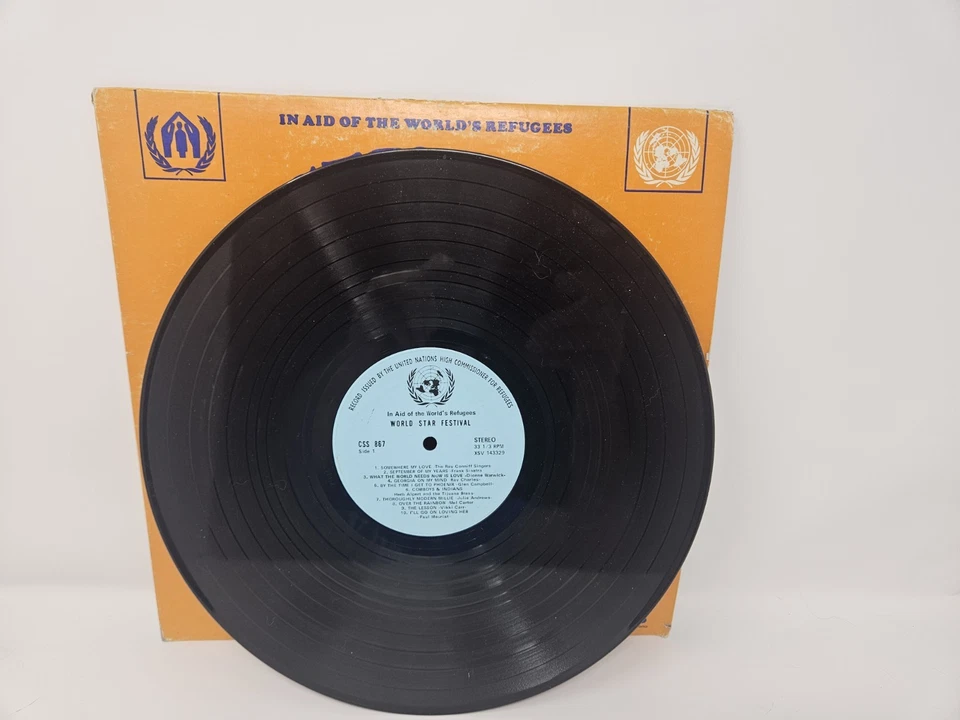 IN AID OF THE WORLD'S REFUGEES
RECORD ISSUED BY THE UNITED NATIONS HIGH COMMISSIONER FOR REFUGEES
In Aid of the World's Refugees
WORLD STAR FESTIVAL
CSS 867
Side 1
STEREO
33 1/3 RPM
XSV 143325
1. SOMEWHERE MY LOVE -The Ray Conniff Singers
2. SEPTEMBER OF MY YEARS -Frank Sinatra
3. WHAT THE WORLD NEEDS NOW IS LOVE -Dionne Warwick-
4. GEORGIA ON MY MIND -Ray Charles-
5. BY THE TIME I GET TO PHOENIX -Glen Campbell-
6. COMBOYS & INDIANS
Herb Alpert and the Tijuana Brass
7. THOROUGHLY MODERN MILLIE -Julie Andrews-
8. OVER THE RAINBOW -Mel Carter
9. THE LESSON -Vikki Carr-
10. I'LL GO ON LOVING HER
Paul Mauriat